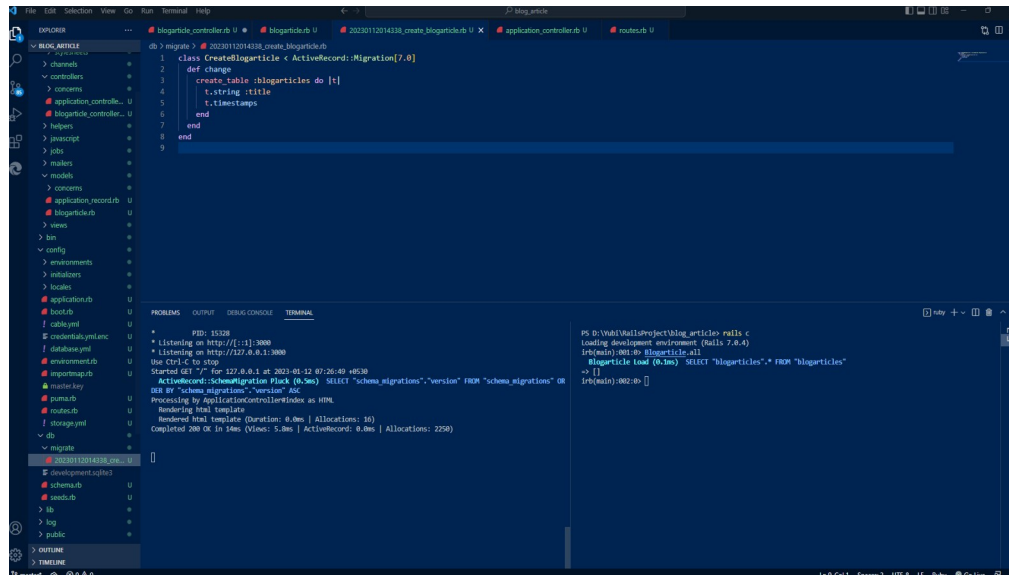 File Edit Selection View Go Run Terminal Help
blog_article
EXPLORER
blogarticle_controller.rb U
blogarticle.rb U
20230112014338_create_blogarticle.rb U
application_controller.rb U
routes.rb U
BLOG_ARTICLE
channels
controllers
concerns
application_controlle... U
blogarticle_controller... U
helpers
javascript
jobs
mailers
models
concerns
application_record.rb U
blogarticle.rb U
views
bin
config
environments
initializers
locales
application.rb U
boot.rb U
cable.yml U
credentials.yml.enc U
database.yml U
environment.rb U
importmap.rb U
master.key
puma.rb U
routes.rb U
storage.yml U
db
migrate
20230112014338_cre... U
development.sqlite3
schema.rb U
seeds.rb U
lib
log
public
OUTLINE
TIMELINE
db > migrate > 20230112014338_create_blogarticle.rb
1 class CreateBlogarticle < ActiveRecord::Migration[7.0]
2 def change
3 create_table :blogarticles do |t|
4 t.string :title
5 t.timestamps
6 end
7 end
8 end
9
PROBLEMS OUTPUT DEBUG CONSOLE TERMINAL
ruby
* PID: 15328
* Listening on http://[::1]:3000
* Listening on http://127.0.0.1:3000
Use Ctrl-C to stop
Started GET "/" for 127.0.0.1 at 2023-01-12 07:26:49 +0530
ActiveRecord::SchemaMigration Pluck (0.5ms) SELECT "schema_migrations"."version" FROM "schema_migrations" OR
DER BY "schema_migrations"."version" ASC
Processing by ApplicationController#index as HTML
Rendering html template
Rendered html template (Duration: 0.0ms | Allocations: 16)
Completed 200 OK in 14ms (Views: 5.8ms | ActiveRecord: 0.0ms | Allocations: 2250)
PS D:\Yubi\RailsProject\blog_article> rails c
Loading development environment (Rails 7.0.4)
irb(main):001:0> Blogarticle.all
Blogarticle Load (0.1ms) SELECT "blogarticles".* FROM "blogarticles"
=> []
irb(main):002:0>